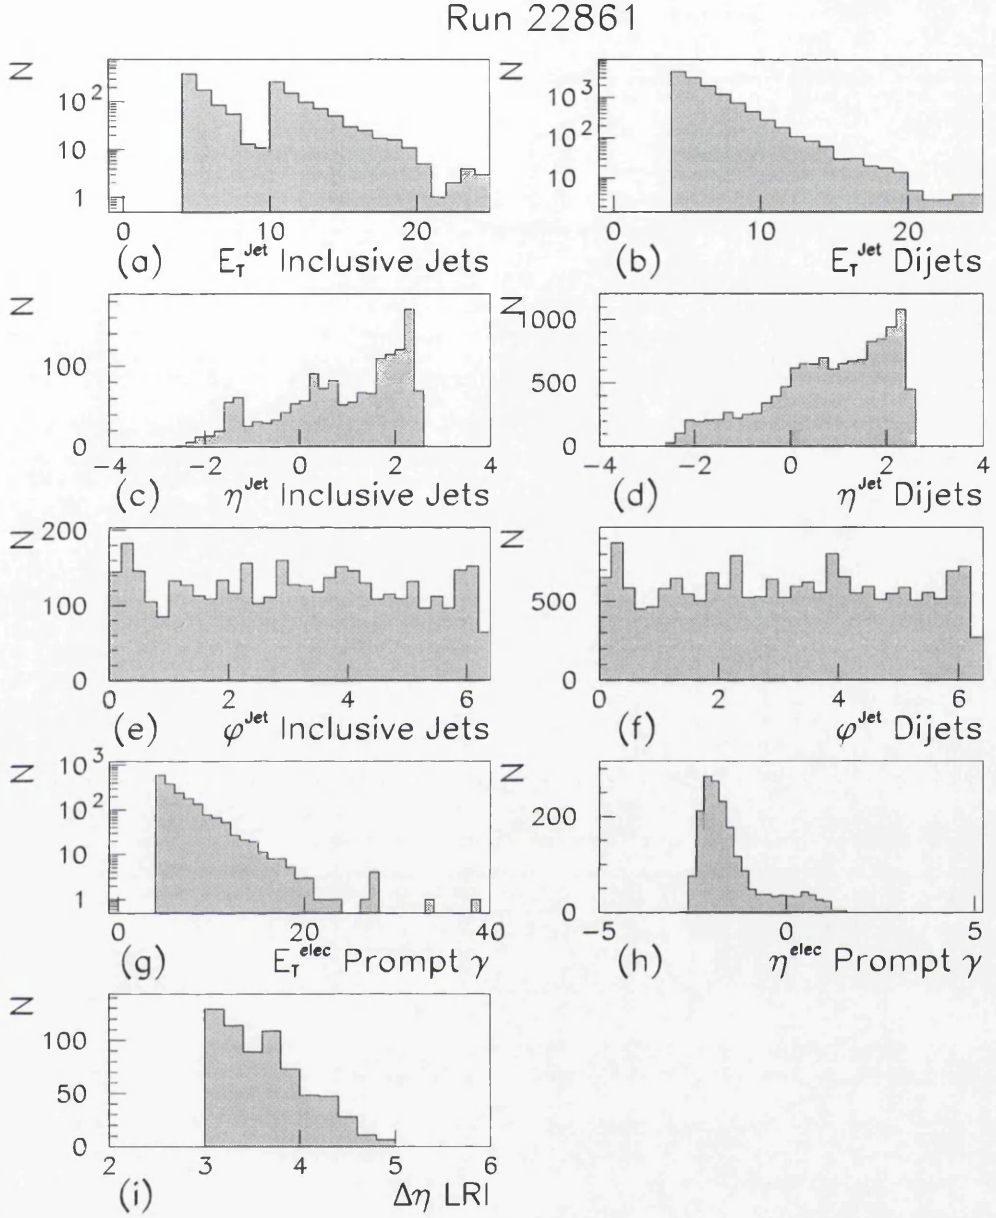 Run 22861
N
10²
10
1
0 10 20
(a) E_T^Jet Inclusive Jets
N
10³
10²
10
0 10 20
(b) E_T^Jet Dijets
N
100
0
−4 −2 0 2 4
(c) η^Jet Inclusive Jets
N
1000
500
0
−4 −2 0 2 4
(d) η^Jet Dijets
N
200
100
0
0 2 4 6
(e) φ^Jet Inclusive Jets
N
500
0
0 2 4 6
(f) φ^Jet Dijets
N
10³
10²
10
1
0 20 40
(g) E_T^elec Prompt γ
N
200
0
−5 0 5
(h) η^elec Prompt γ
N
100
50
0
2 3 4 5 6
(i) Δη LRI